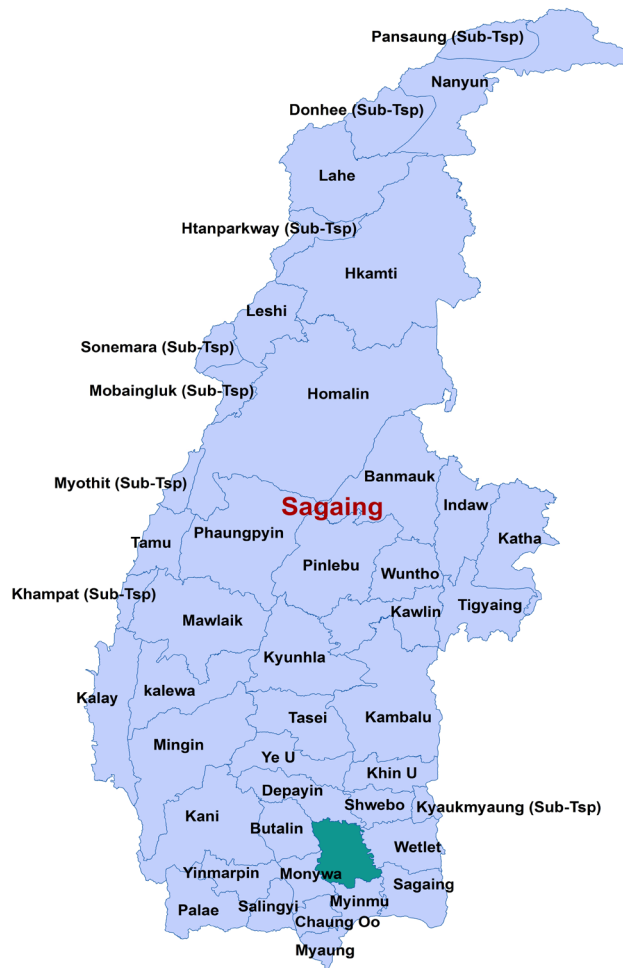 Pansaung (Sub-Tsp)
Nanyun
Donhee (Sub-Tsp)
Lahe
Htanparkway (Sub-Tsp)
Hkamti
Leshi
Sonemara (Sub-Tsp)
Mobaingluk (Sub-Tsp)
Homalin
Banmauk
Myothit (Sub-Tsp)
Sagaing
Indaw
Phaungpyin
Katha
Tamu
Pinlebu
Wuntho
Khampat (Sub-Tsp)
Tigyaing
Kawlin
Mawlaik
Kyunhla
kalewa
Kalay
Tasei
Kambalu
Mingin
Ye U
Khin U
Depayin
Shwebo
Kyaukmyaung (Sub-Tsp)
Kani
Butalin
Wetlet
Yinmarpin
Monywa
Sagaing
Myinmu
Salingyi
Palae
Chaung Oo
Myaung